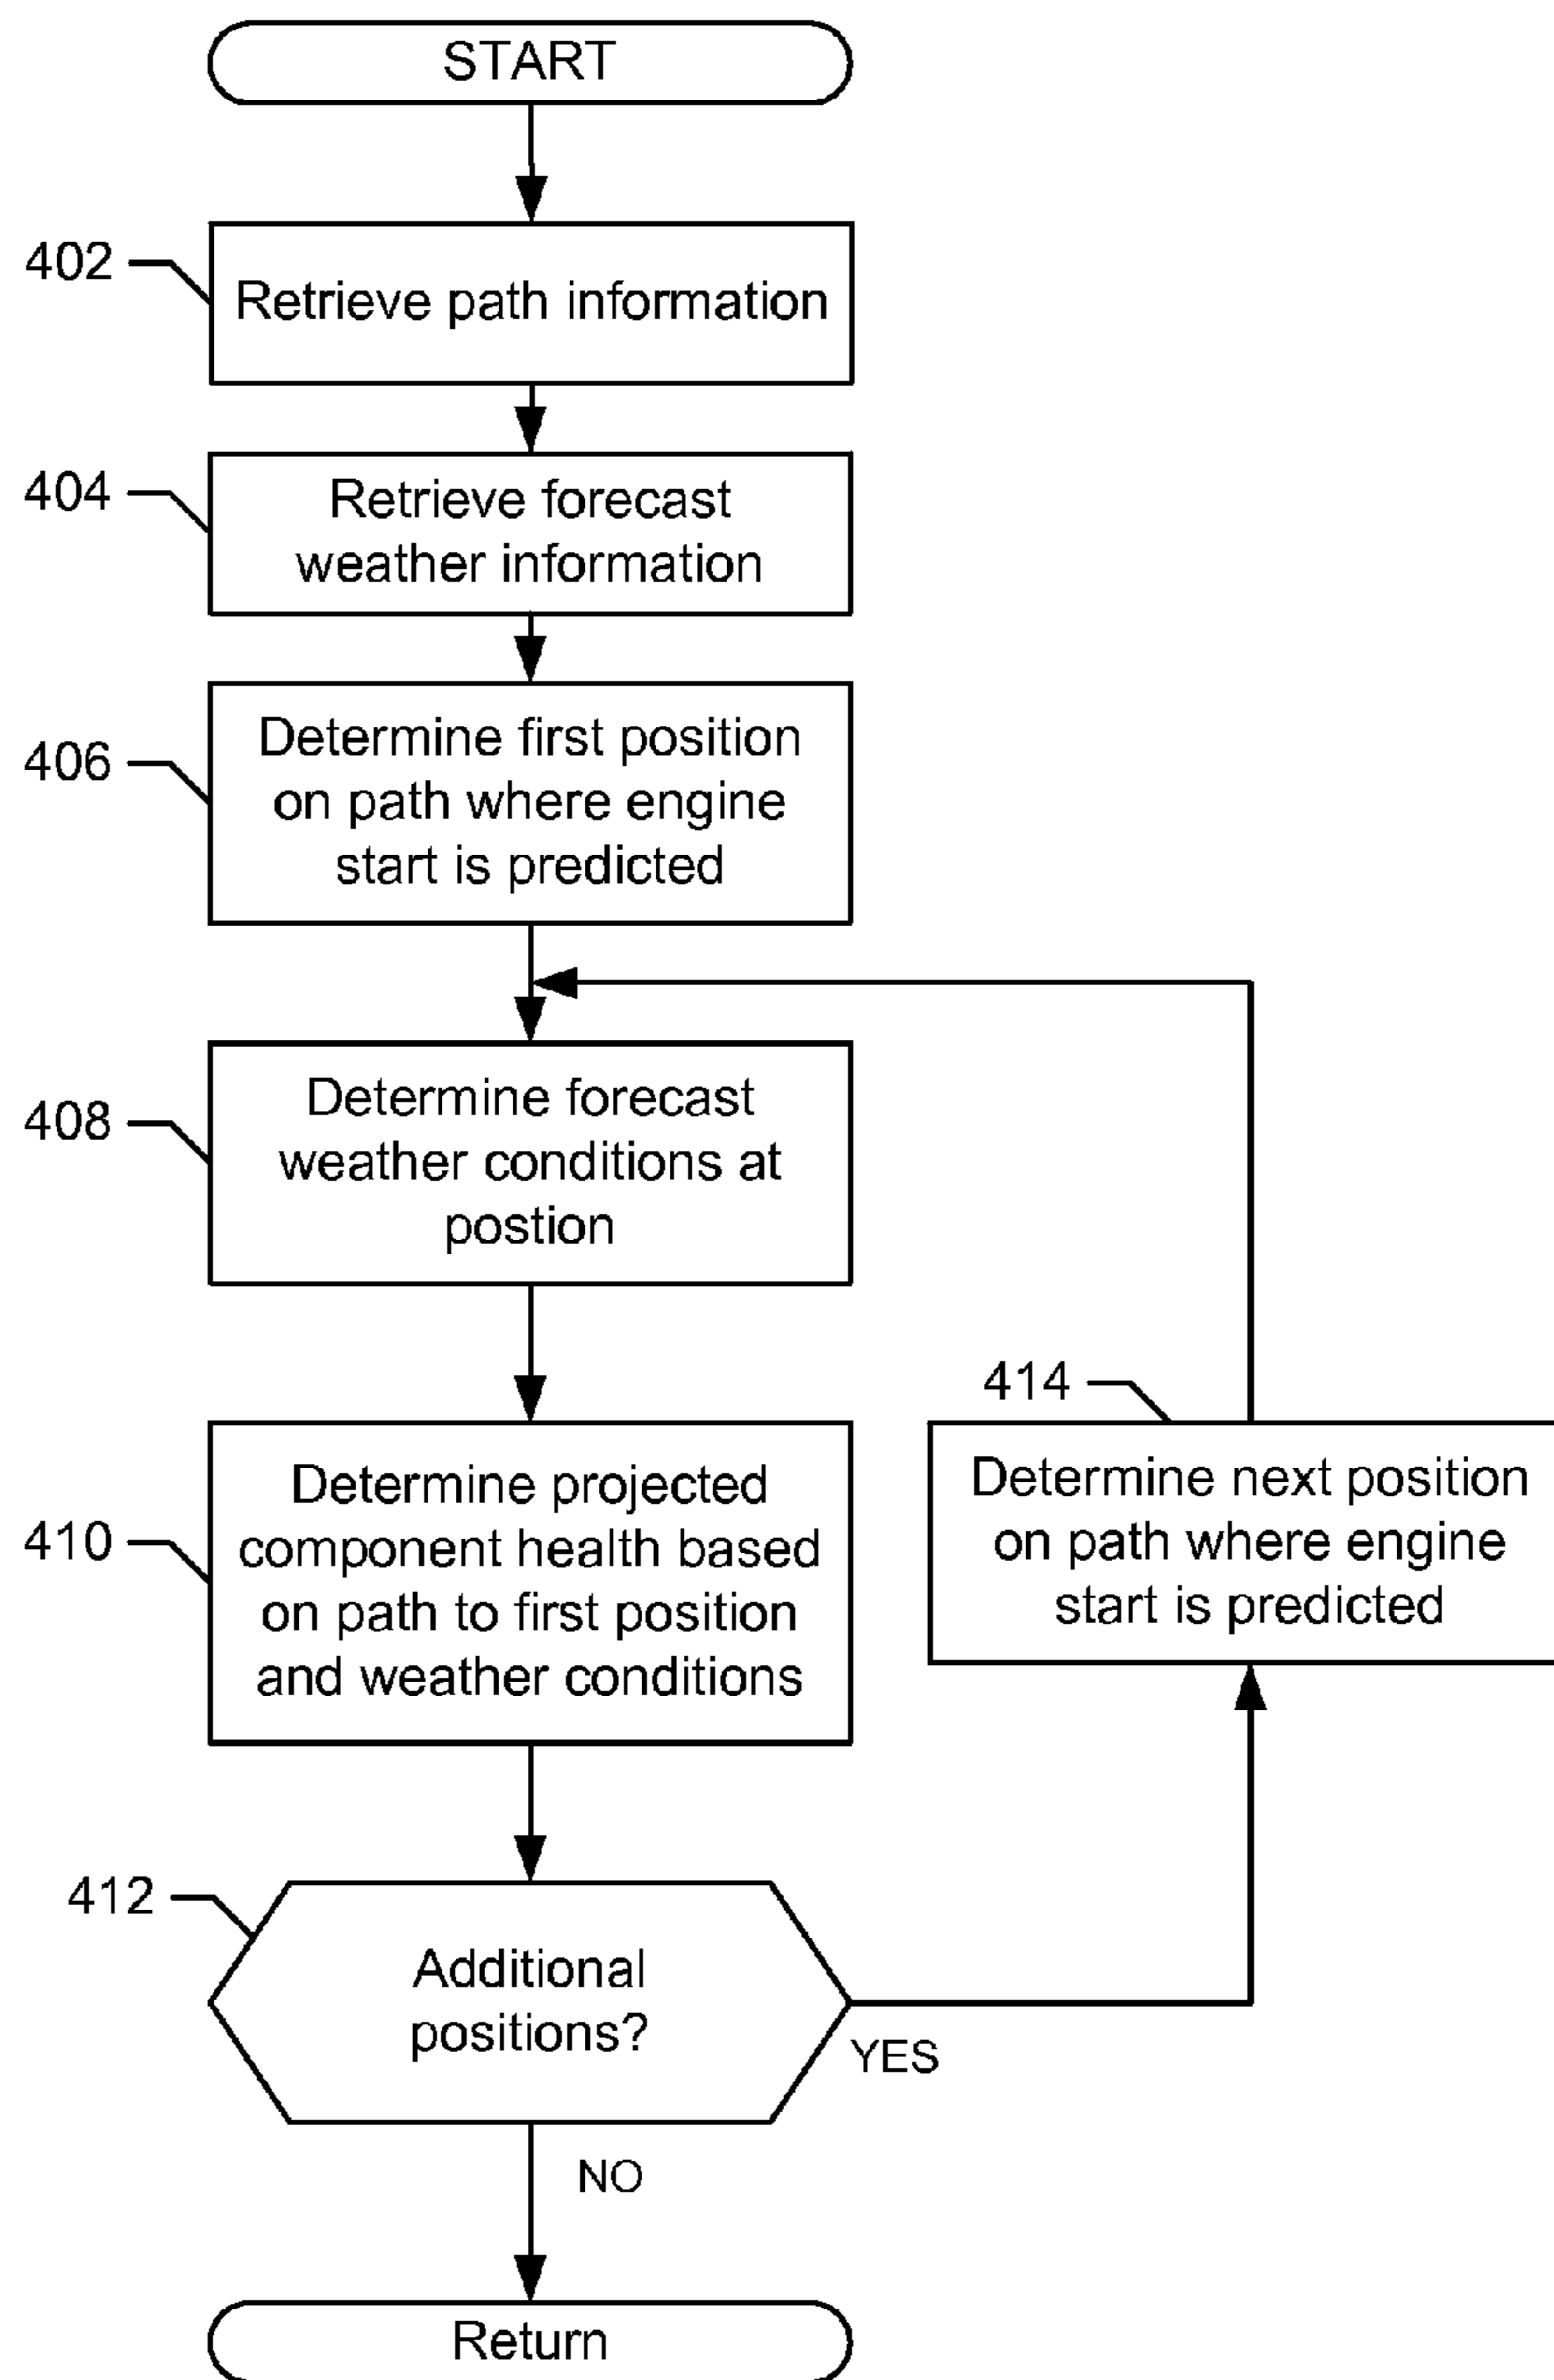 START
402
Retrieve path information
404
Retrieve forecast
weather information
406
Determine first position
on path where engine
start is predicted
408
Determine forecast
weather conditions at
postion
410
Determine projected
component health based
on path to first position
and weather conditions
414
Determine next position
on path where engine
start is predicted
412
Additional
positions?
YES
NO
Return